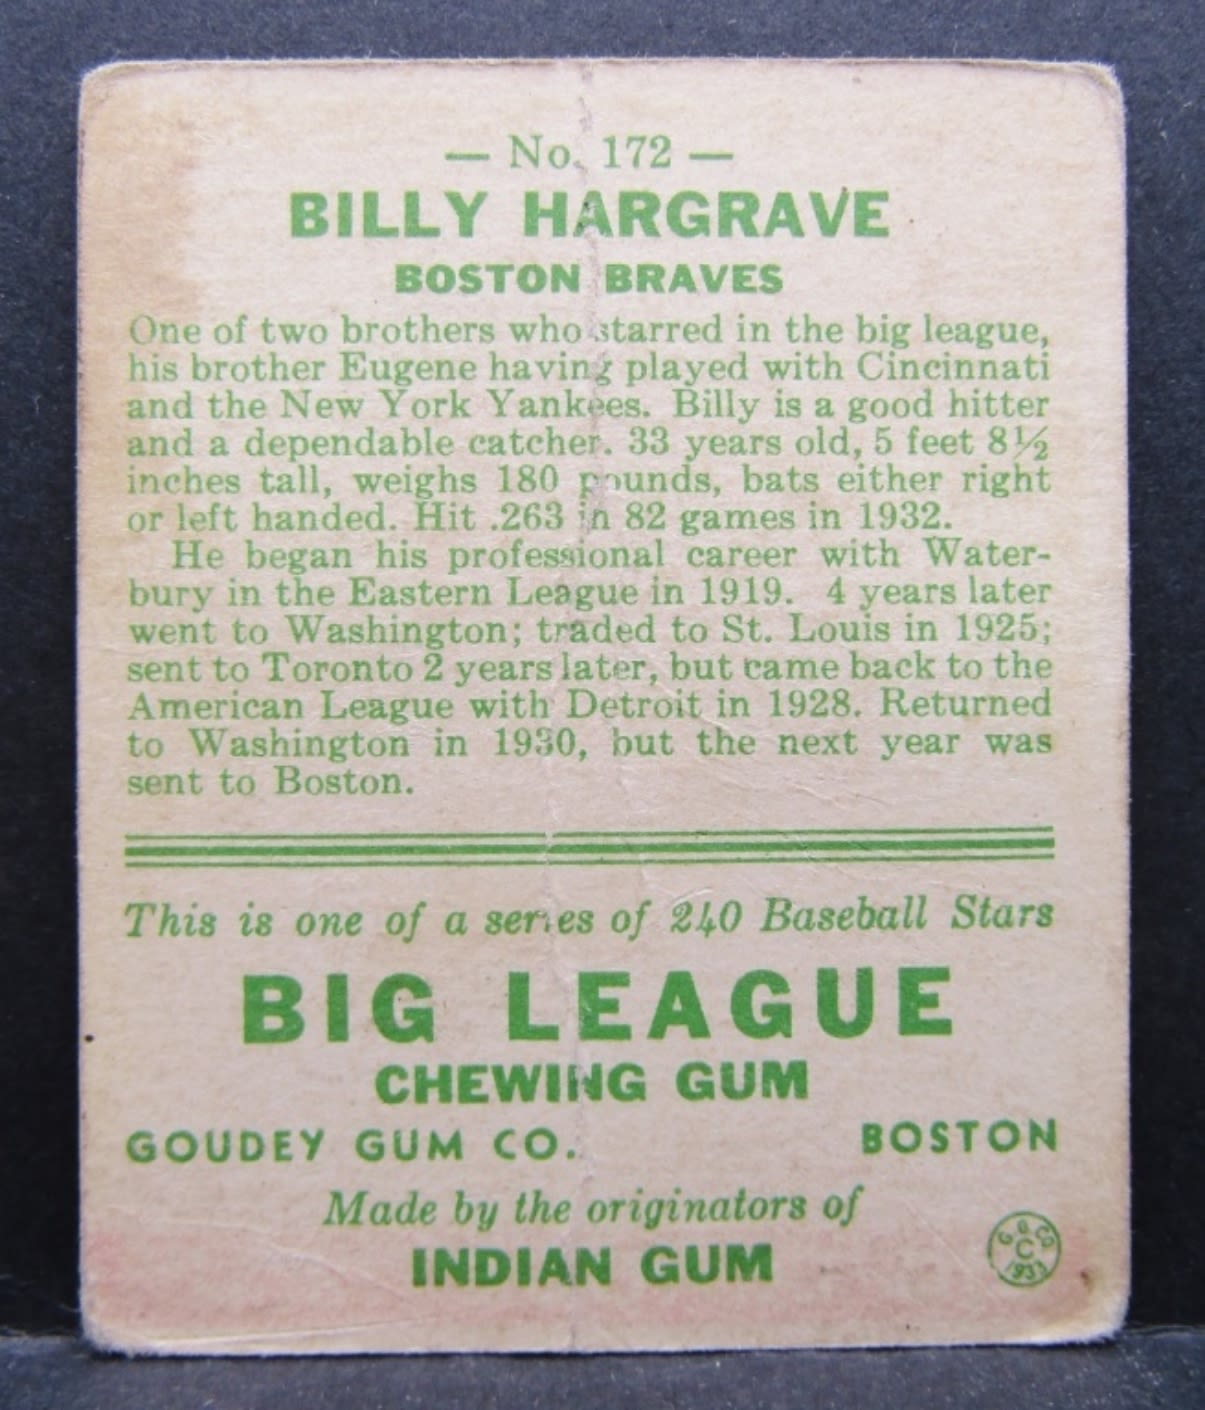 — No. 172 —
BILLY HARGRAVE
BOSTON BRAVES
One of two brothers who starred in the big league,
his brother Eugene having played with Cincinnati
and the New York Yankees. Billy is a good hitter
and a dependable catcher. 33 years old, 5 feet 8½
inches tall, weighs 180 pounds, bats either right
or left handed. Hit .263 in 82 games in 1932.
He began his professional career with Water-
bury in the Eastern League in 1919. 4 years later
went to Washington; traded to St. Louis in 1925;
sent to Toronto 2 years later, but came back to the
American League with Detroit in 1928. Returned
to Washington in 1930, but the next year was
sent to Boston.
This is one of a series of 240 Baseball Stars
BIG LEAGUE
CHEWING GUM
GOUDEY GUM CO. BOSTON
Made by the originators of
INDIAN GUM
G. G. CO.
C
1933